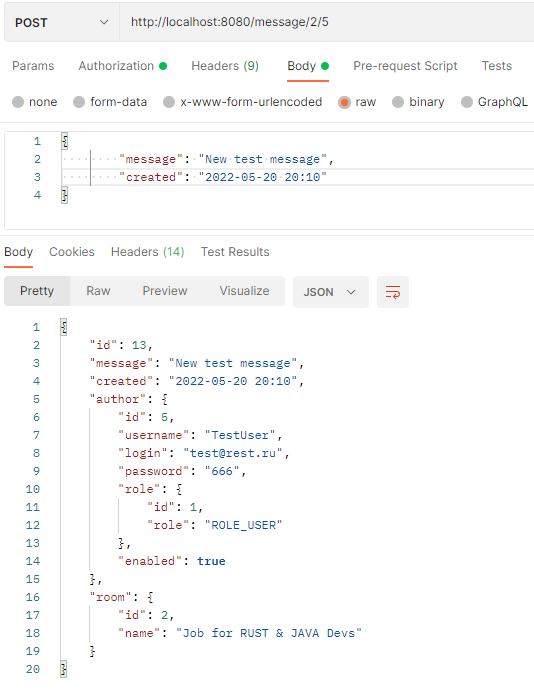 POST http://localhost:8080/message/2/5
Params Authorization Headers (9) Body Pre-request Script Tests
none form-data x-www-form-urlencoded raw binary GraphQL
1 {
2 "message": "New test message",
3 "created": "2022-05-20 20:10"
4 }
Body Cookies Headers (14) Test Results
Pretty Raw Preview Visualize JSON
1 {
2 "id": 13,
3 "message": "New test message",
4 "created": "2022-05-20 20:10",
5 "author": {
6 "id": 5,
7 "username": "TestUser",
8 "login": "test@rest.ru",
9 "password": "666",
10 "role": {
11 "id": 1,
12 "role": "ROLE_USER"
13 },
14 "enabled": true
15 },
16 "room": {
17 "id": 2,
18 "name": "Job for RUST & JAVA Devs"
19 }
20 }